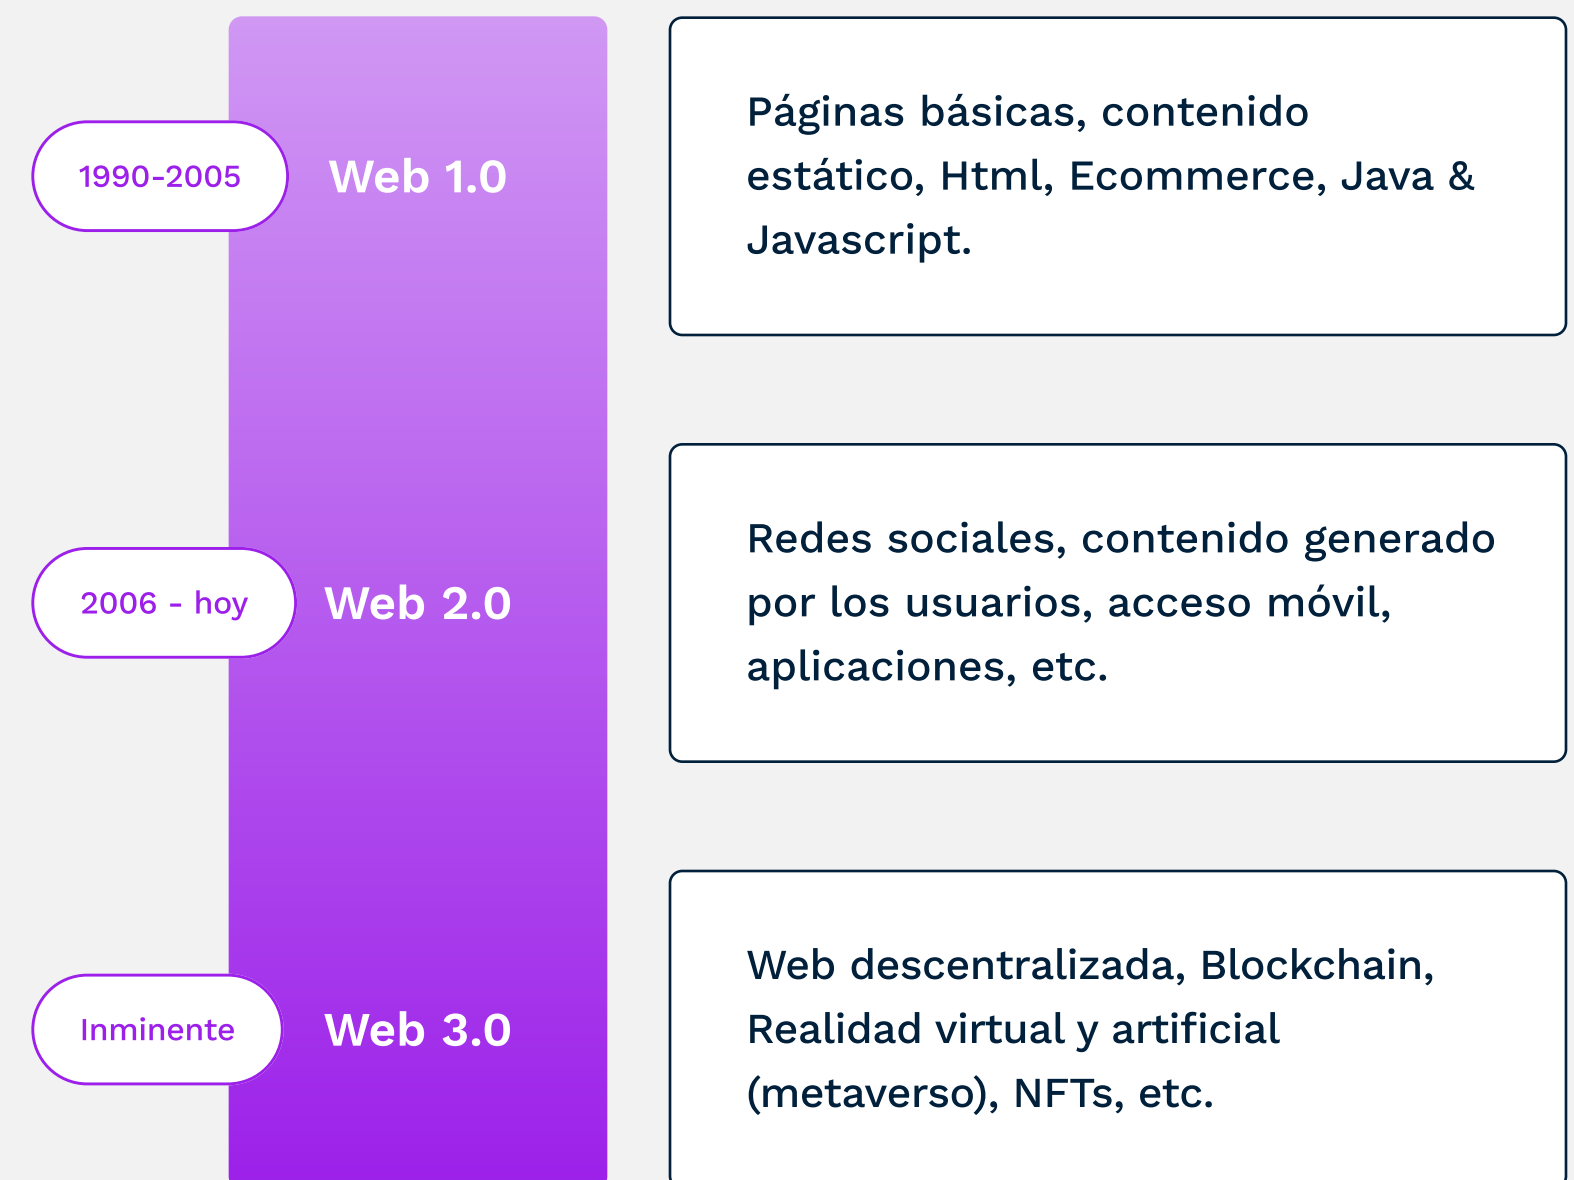 1990-2005
Web 1.0
Páginas básicas, contenido
estático, Html, Ecommerce, Java &
Javascript.
2006 - hoy
Web 2.0
Redes sociales, contenido generado
por los usuarios, acceso móvil,
aplicaciones, etc.
Inminente
Web 3.0
Web descentralizada, Blockchain,
Realidad virtual y artificial
(metaverso), NFTs, etc.